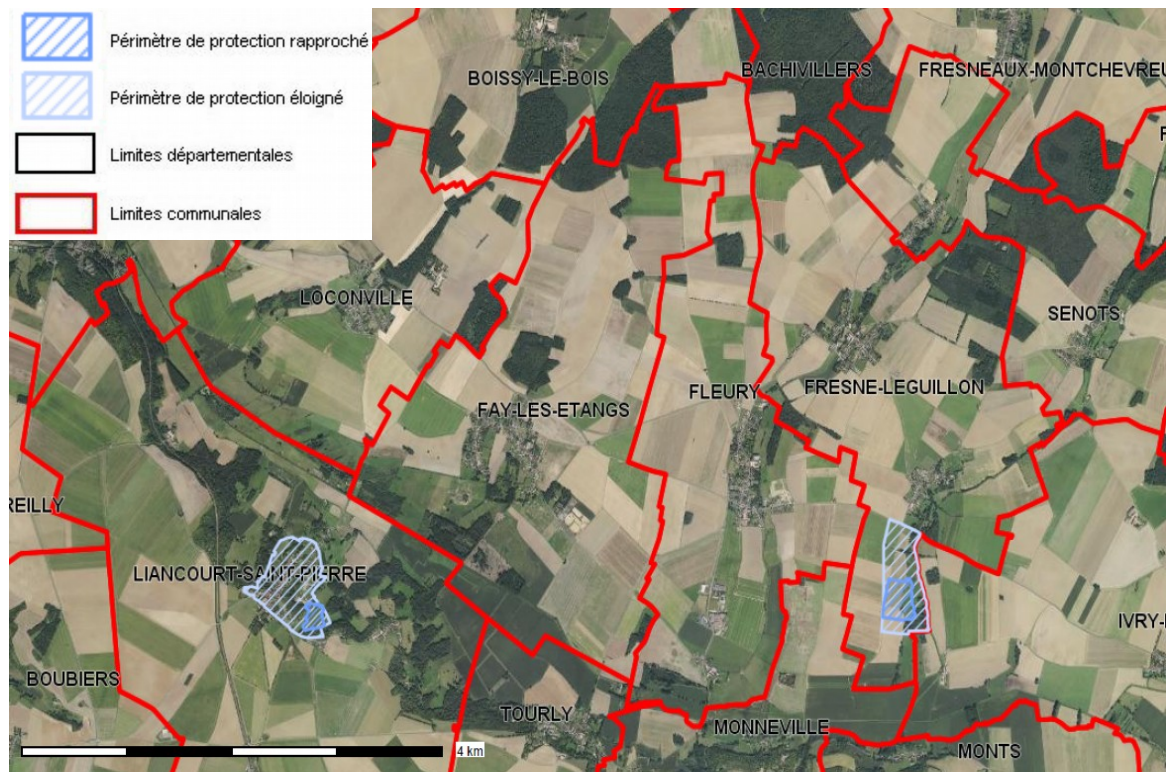 Périmètre de protection rapproché
Périmètre de protection éloigné
Limites départementales
Limites communales
BOISSY-LE-BOIS
BACHIVILLERS
FRESNEAUX-MONTCHEVREU
LOCONVILLE
SENOTS
FLEURY
FRESNE-LEGUILLON
FAY-LES-ETANGS
REILLY
LIANCOURT-SAINT-PIERRE
IVRY-
BOUBIERS
TOURLY
MONNEVILLE
MONTS
4 km